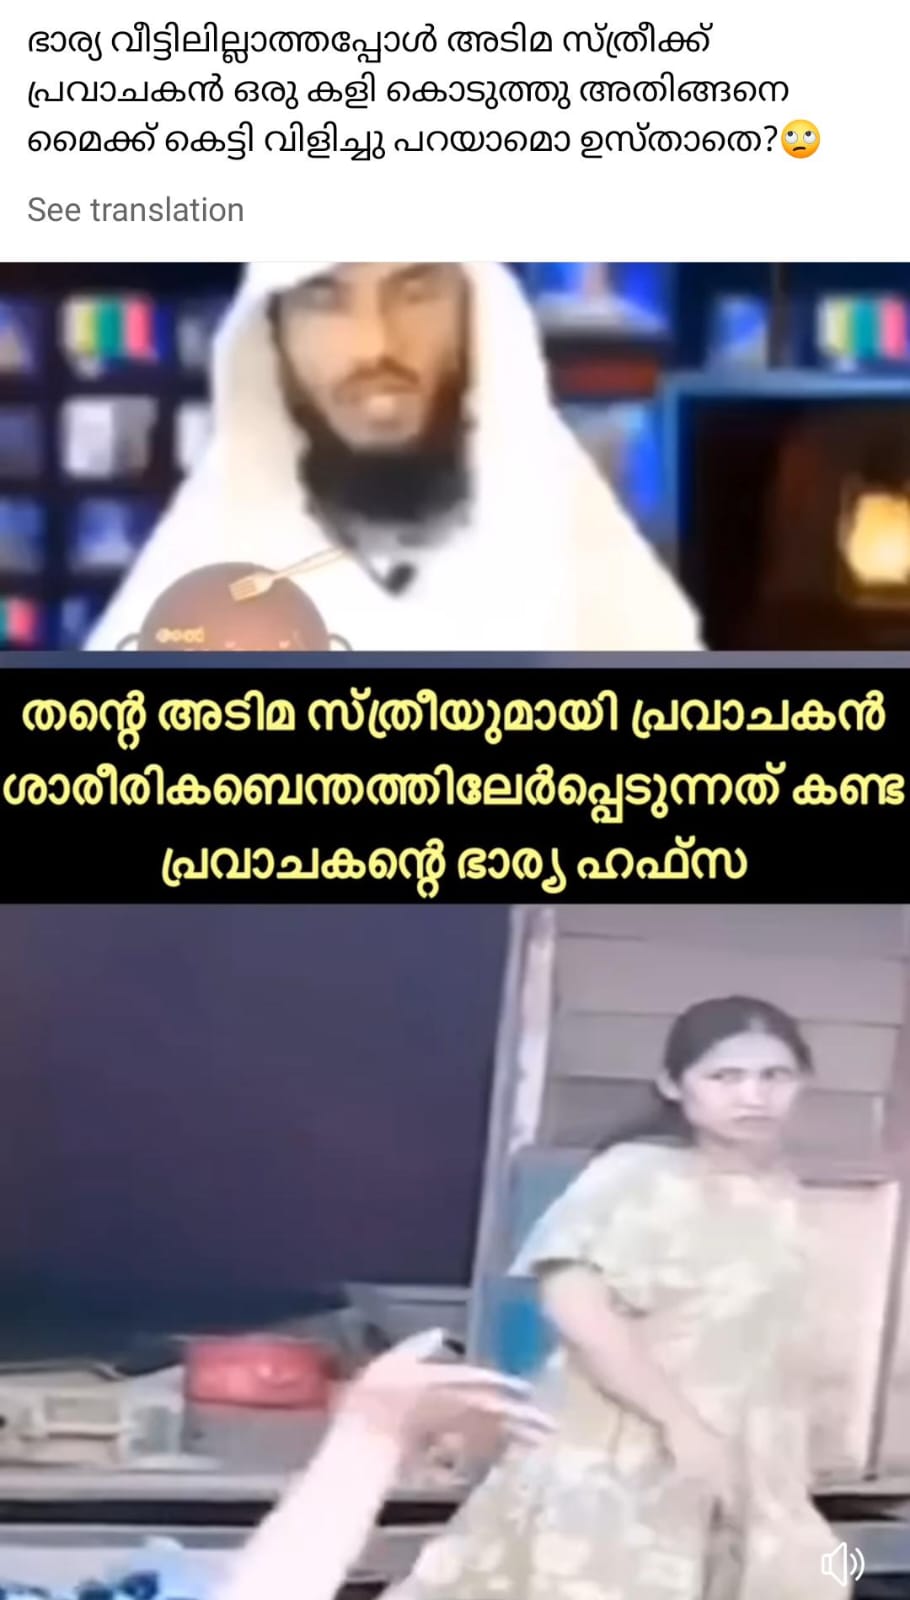 ഭാര്യ വീട്ടിലില്ലാത്തപ്പോൾ അടിമ സ്ത്രീക്ക്
പ്രവാചകൻ ഒരു കളി കൊടുത്തു അതിങ്ങനെ
മൈക്ക് കെട്ടി വിളിച്ചു പറയാമൊ ഉസ്താതെ?🙄
See translation
തന്റെ അടിമ സ്ത്രീയുമായി പ്രവാചകൻ
ശാരീരികബെന്തത്തിലേർപ്പെടുന്നത് കണ്ട
പ്രവാചകന്റെ ഭാര്യ ഹഫ്സ